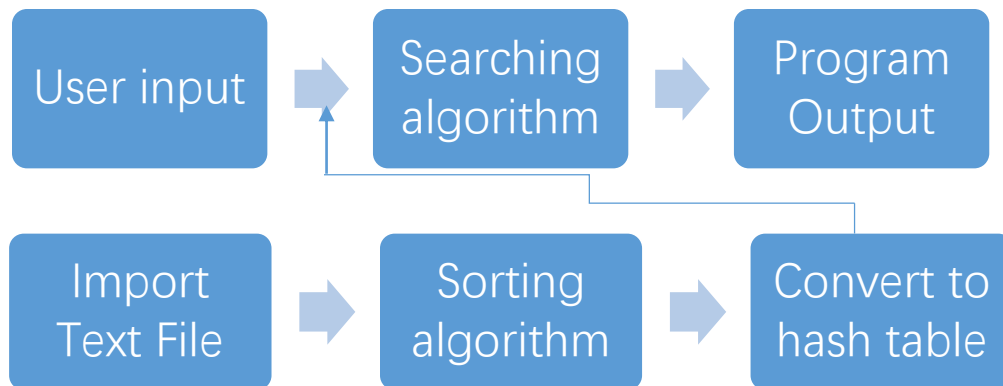 User input
Searching
algorithm
Program
Output
Import
Text File
Sorting
algorithm
Convert to
hash table